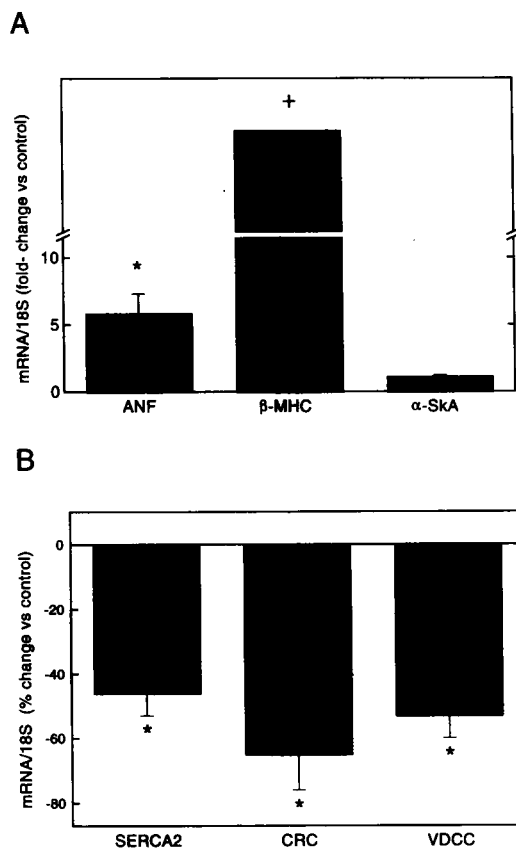 A
mRNA/18S (fold- change vs control)
10
5
0
*
+
ANF β-MHC α-SkA
B
mRNA/18S (% change vs control)
0
-20
-40
-60
-80
* * *
SERCA2 CRC VDCC